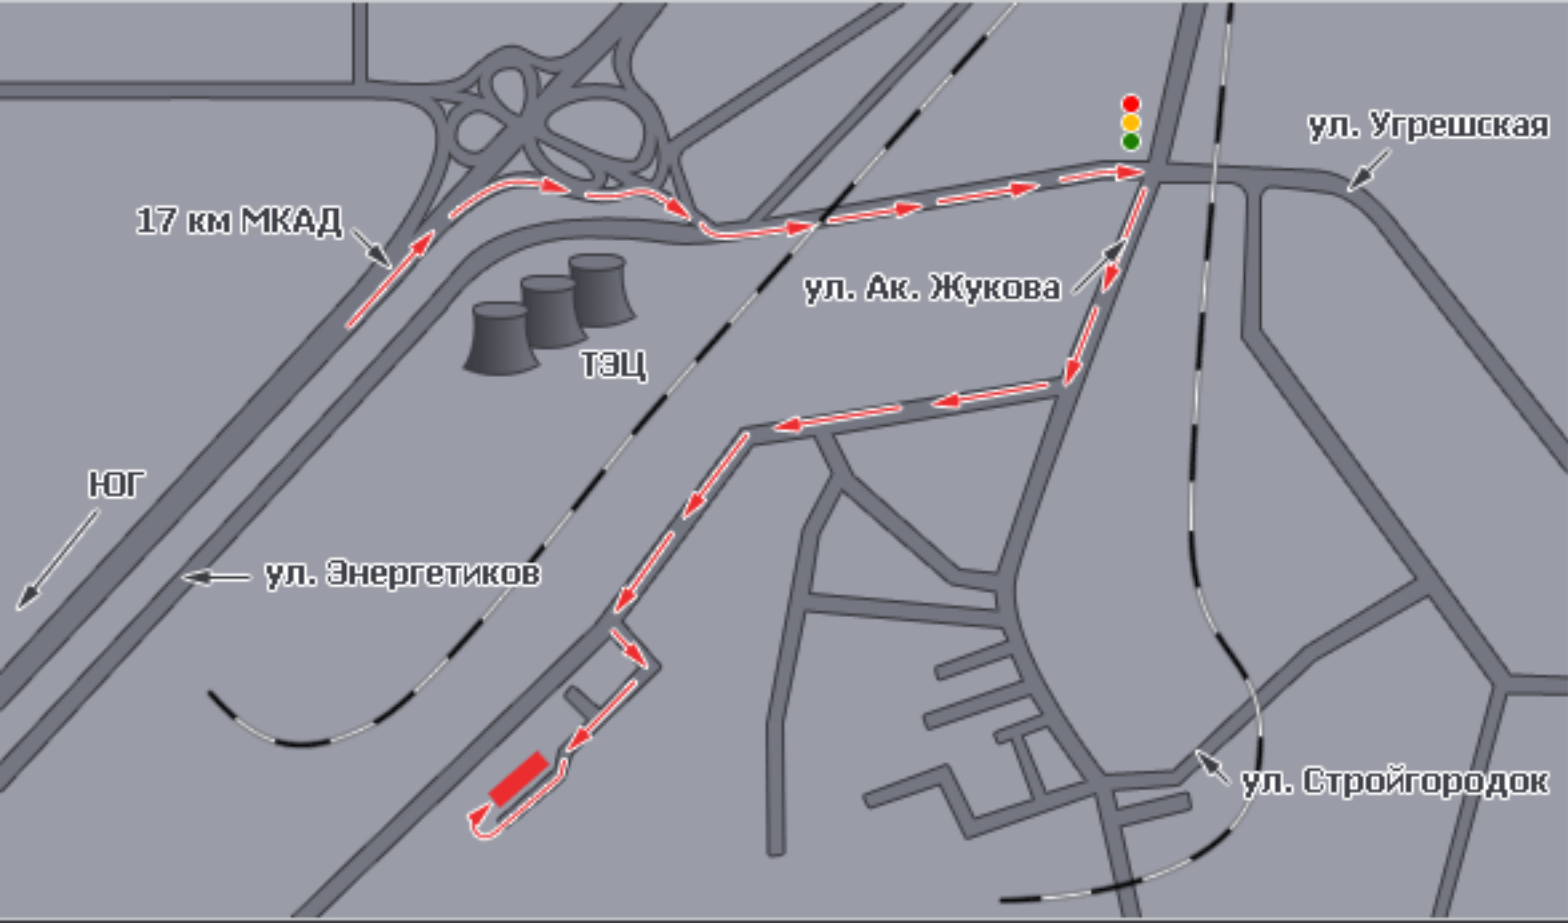 ул. Угрешская
17 км МКАД
ул. Ак. Жукова
ТЭЦ
ЮГ
ул. Энергетиков
ул. Стройгородок